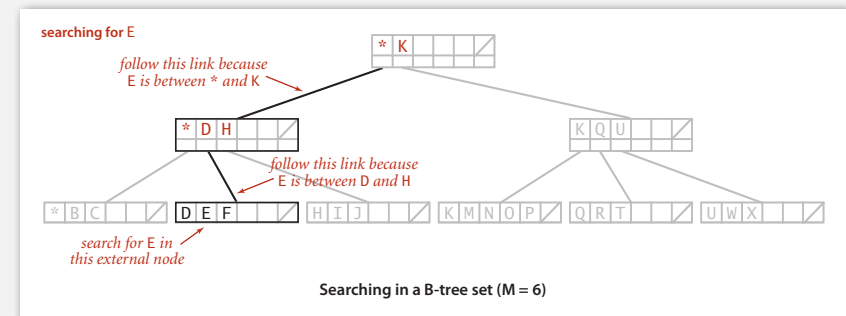 searching for E
* K
follow this link because
E is between * and K
* D H
K Q U
follow this link because
E is between D and H
* B C
D E F
H I J
K M N O P
Q R T
U W X
search for E in
this external node
Searching in a B-tree set (M = 6)